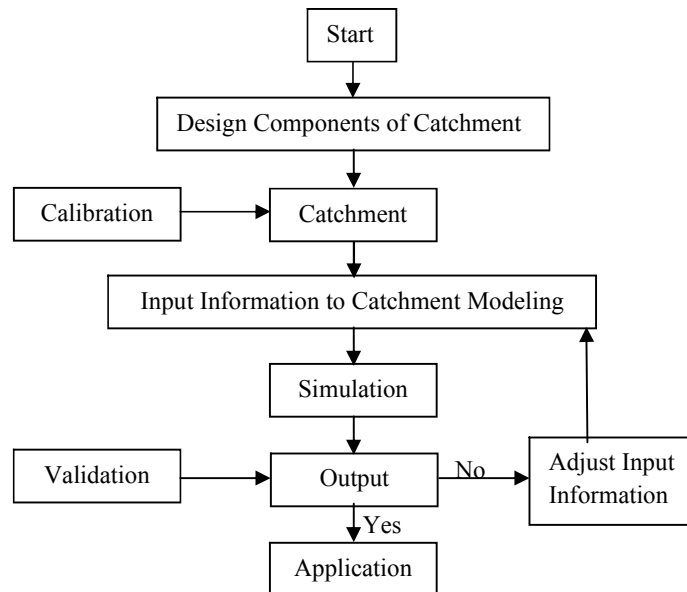 Start
Design Components of Catchment
Calibration
Catchment
Input Information to Catchment Modeling
Simulation
Validation
Output
No
Adjust Input
Information
Yes
Application